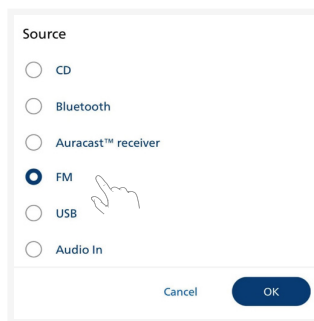 Source
CD
Bluetooth
Auracast™ receiver
FM
USB
Audio In
Cancel OK